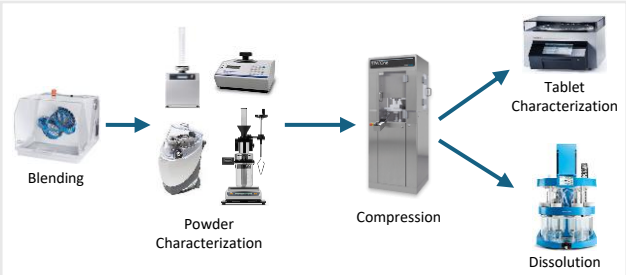 Blending
Powder
Characterization
Compression
Tablet
Characterization
Dissolution